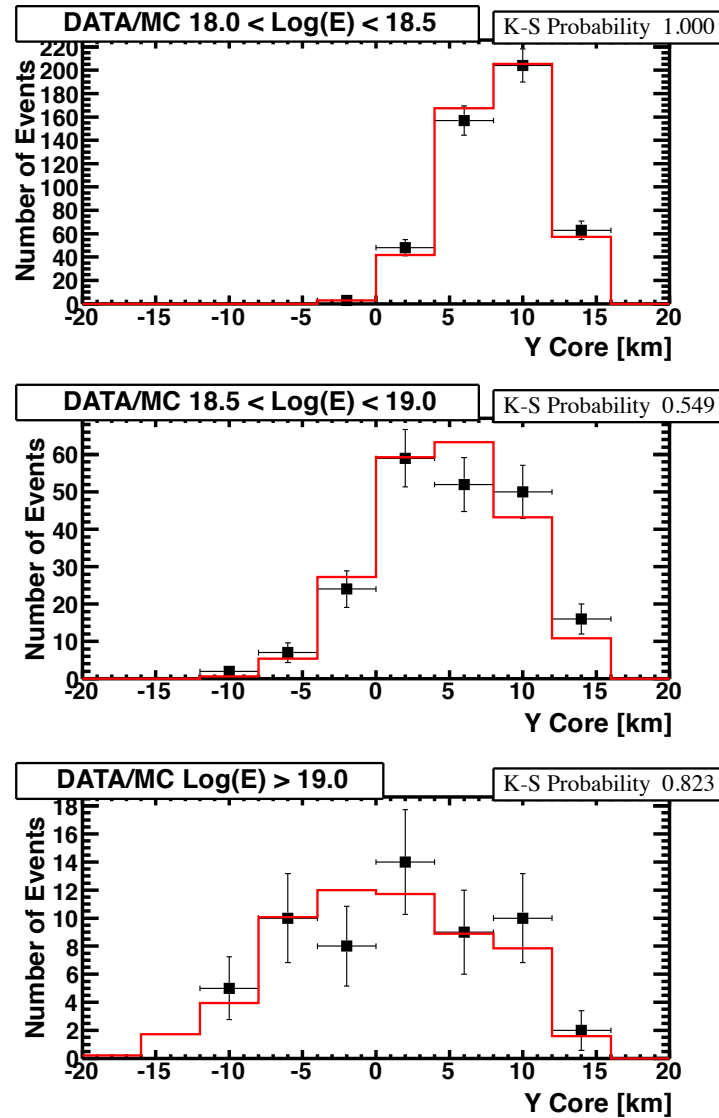 DATA/MC 18.0 < Log(E) < 18.5
K-S Probability 1.000
Number of Events
220
200
180
160
140
120
100
80
60
40
20
0
-20 -15 -10 -5 0 5 10 15 20
Y Core [km]
DATA/MC 18.5 < Log(E) < 19.0
K-S Probability 0.549
Number of Events
60
50
40
30
20
10
0
-20 -15 -10 -5 0 5 10 15 20
Y Core [km]
DATA/MC Log(E) > 19.0
K-S Probability 0.823
Number of Events
18
16
14
12
10
8
6
4
2
0
-20 -15 -10 -5 0 5 10 15 20
Y Core [km]